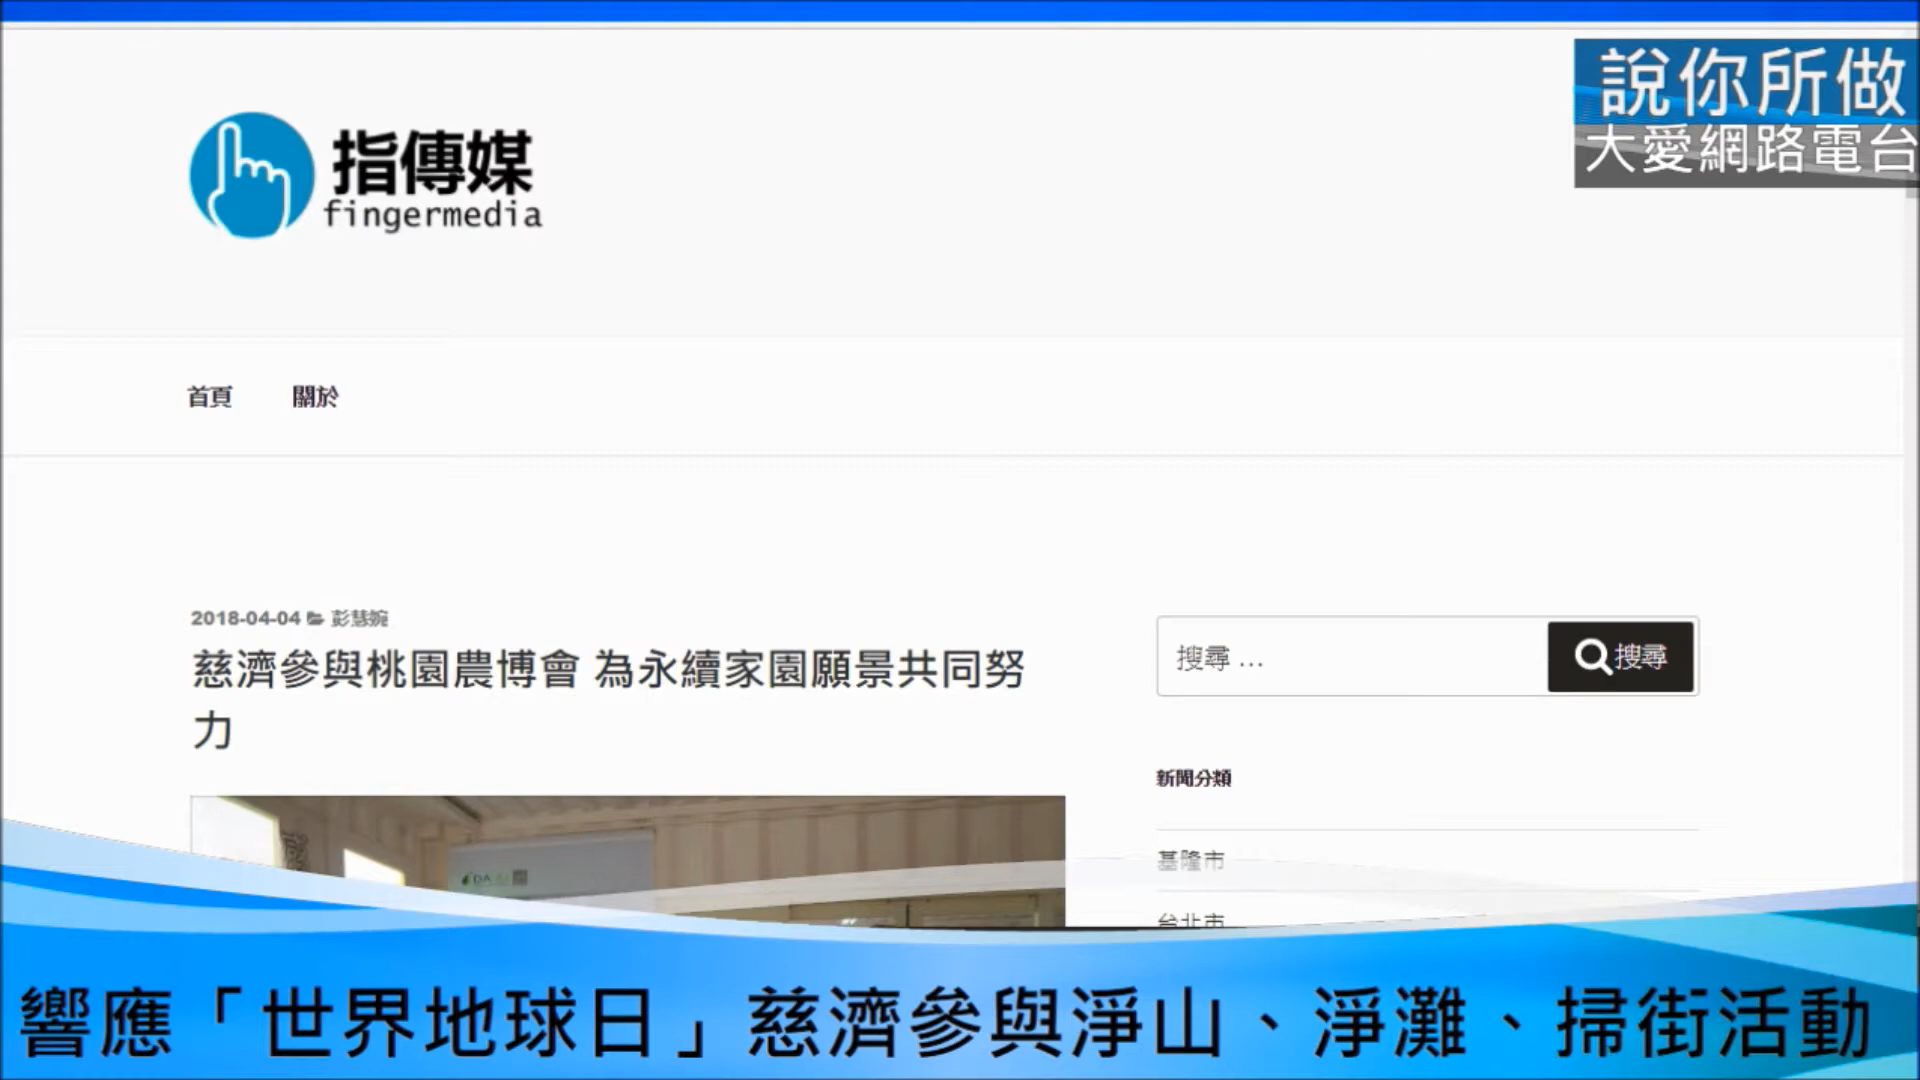 說你所做
大愛網路電台
指傳媒
fingermedia
首頁 關於
2018-04-04 彭慧婉
慈濟參與桃園農博會 為永續家園願景共同努
力
搜尋 …
搜尋
新聞分類
基隆市
台北市
響應「世界地球日」慈濟參與淨山、淨灘、掃街活動